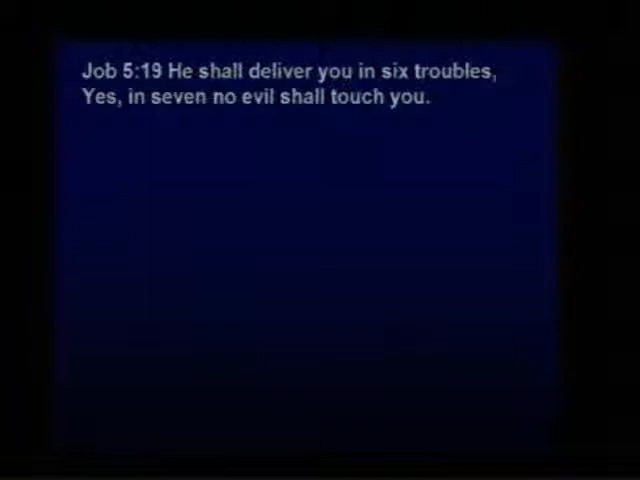 Job 5:19 He shall deliver you in six troubles,
Yes, in seven no evil shall touch you.